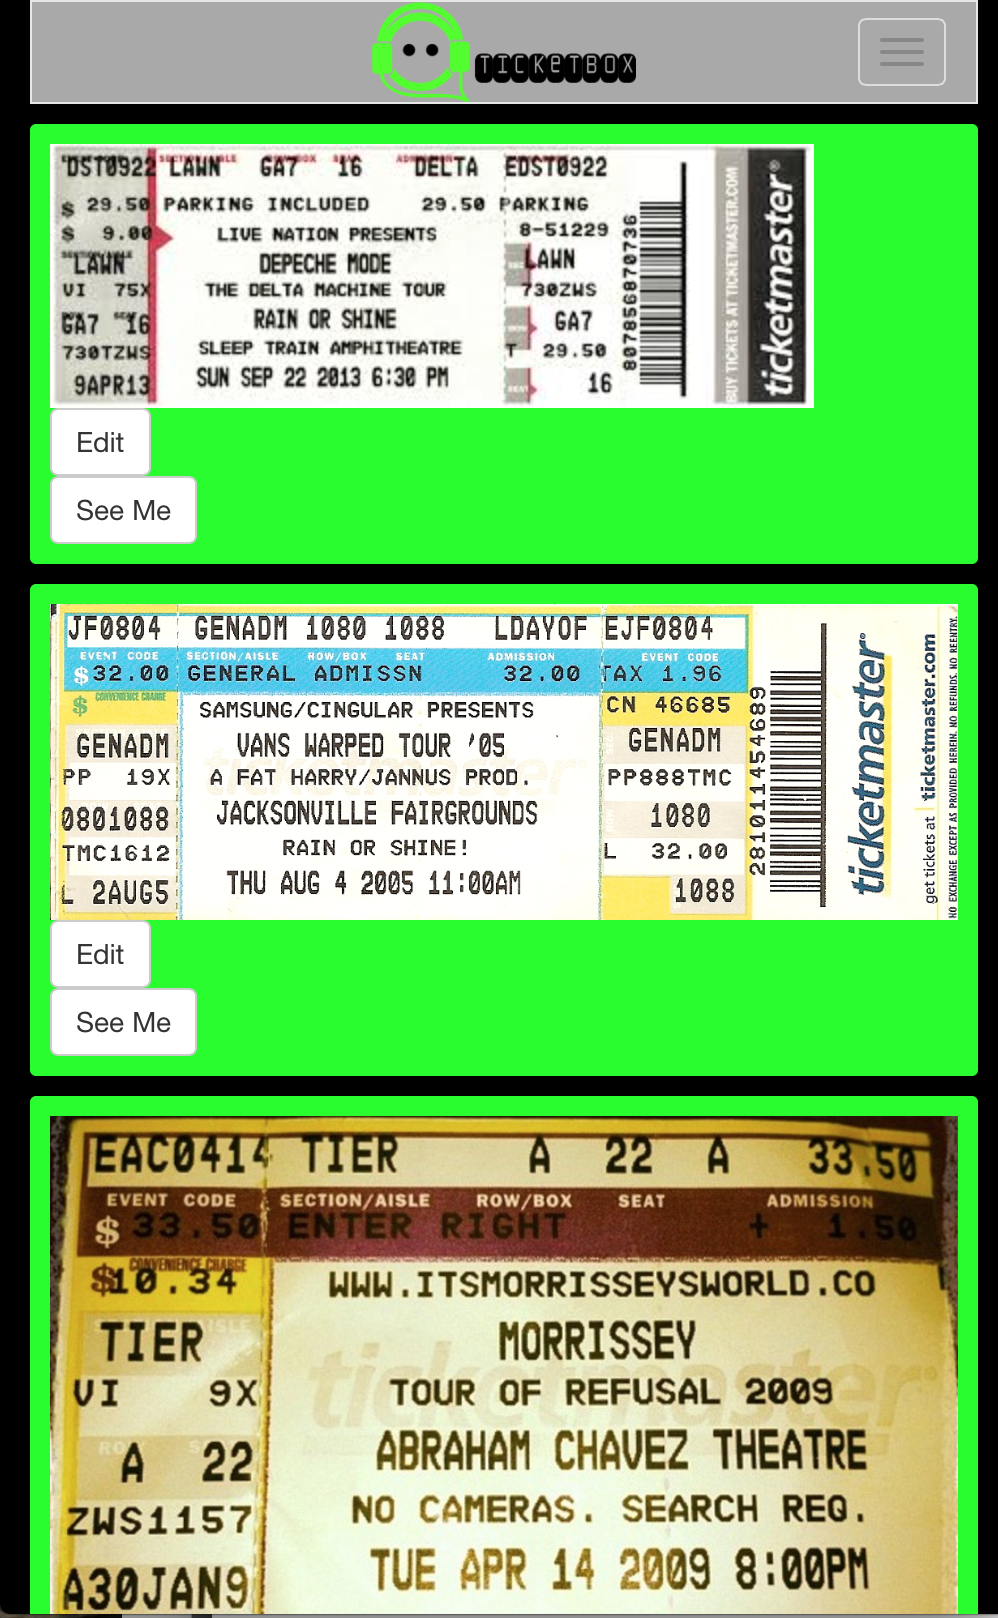 TICKETBOX
DST0922 LAWN GA7 16 DELTA EDST0922
$ 29.50 PARKING INCLUDED 29.50 PARKING
$ 9.00 LIVE NATION PRESENTS 8-51229
LAWN DEPECHE MODE LAWN
VI 75X THE DELTA MACHINE TOUR 730ZWS
GA7 16 RAIN OR SHINE GA7
730TZWS SLEEP TRAIN AMPHITHEATRE T 29.50
9APR13 SUN SEP 22 2013 6:30 PM 16
807856870736
BUY TICKETS AT TICKETMASTER.COM
ticketmaster®
Edit
See Me
JF0804 GENADM 1080 1088 LDAYOF EJF0804
EVENT CODE SECTION/AISLE ROW/BOX SEAT ADMISSION EVENT CODE
$32.00 GENERAL ADMISSN 32.00 TAX 1.96
$ CONVENIENCE CHARGE SAMSUNG/CINGULAR PRESENTS CN 46685
GENADM VANS WARPED TOUR '05 GENADM
PP 19X A FAT HARRY/JANNUS PROD. PP888TMC
0801088 JACKSONVILLE FAIRGROUNDS 1080
TMC1612 RAIN OR SHINE! L 32.00
L 2AUG5 THU AUG 4 2005 11:00AM 1088
ticketmaster
281011454689
ticketmaster®
get tickets at ticketmaster.com
NO EXCHANGE EXCEPT AS PROVIDED HEREIN. NO REFUNDS NO REENTRY.
Edit
See Me
EAC0414 TIER A 22 A 33.50
EVENT CODE SECTION/AISLE ROW/BOX SEAT ADMISSION
$ 33.50 ENTER RIGHT + 1.50
CONVENIENCE CHARGE
$10.34 WWW.ITSMORRISSEYSWORLD.CO
TIER MORRISSEY
VI 9X TOUR OF REFUSAL 2009
ticketmaster®
A 22 ABRAHAM CHAVEZ THEATRE
ZWS1157 NO CAMERAS. SEARCH REQ.
A30JAN9 TUE APR 14 2009 8:00PM